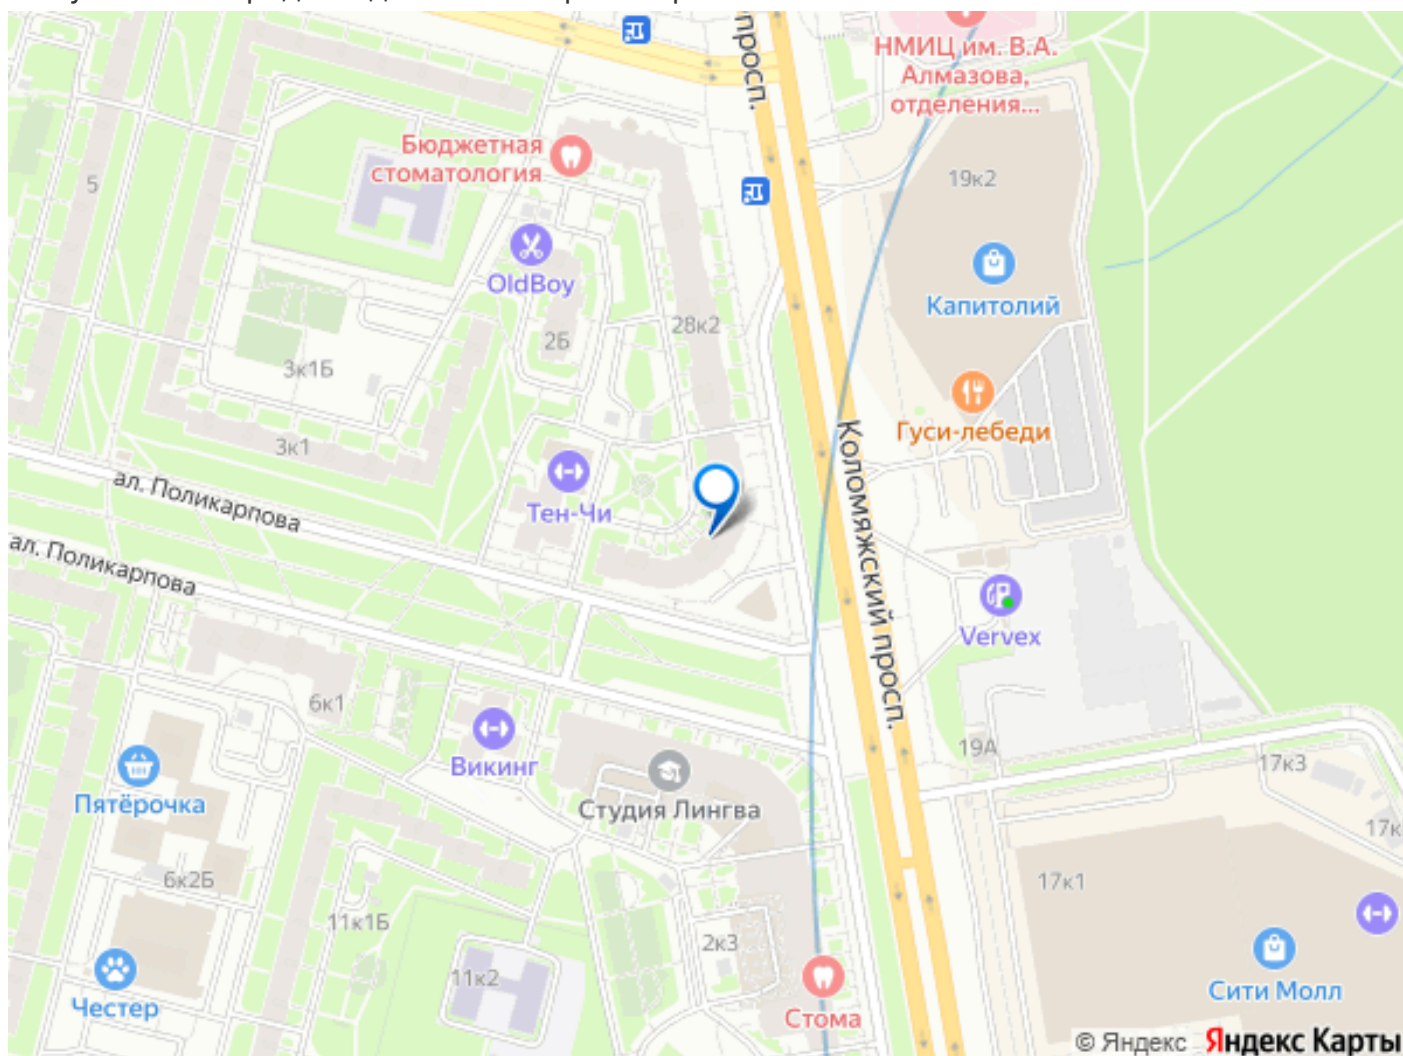 просп.
НМИЦ им. В.А.
Алмазова,
отделения...
Бюджетная
стоматология
5
19к2
OldBoy
Капитолий
28к2
2Б
3к1Б
Гуси-лебеди
3к1
Коломяжский просп.
ал. Поликарпова
Тен-Чи
ал. Поликарпова
Vervex
6к1
19А
17к3
Викинг
Пятёрочка
Студия Лингва
17к
6к2Б
17к1
11к1Б
2к3
11к2
Честер
Стома
Сити Молл
© Яндекс Яндекс Карты